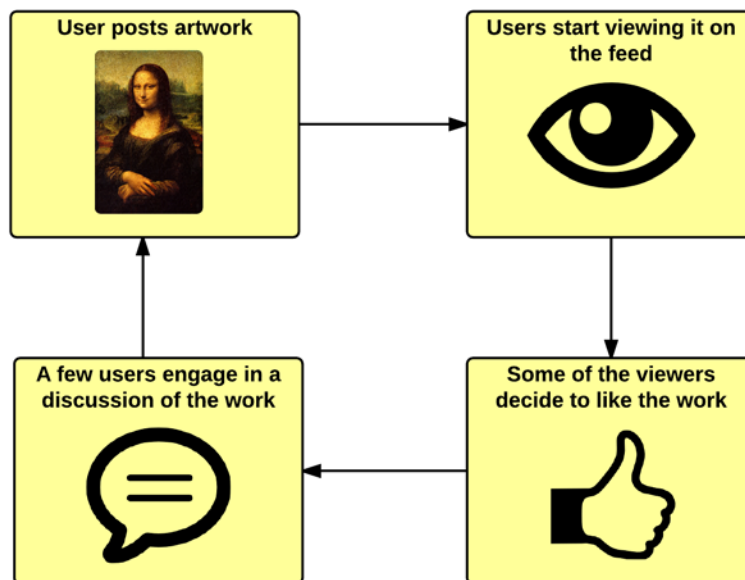 User posts artwork
Users start viewing it on
the feed
Some of the viewers
decide to like the work
A few users engage in a
discussion of the work